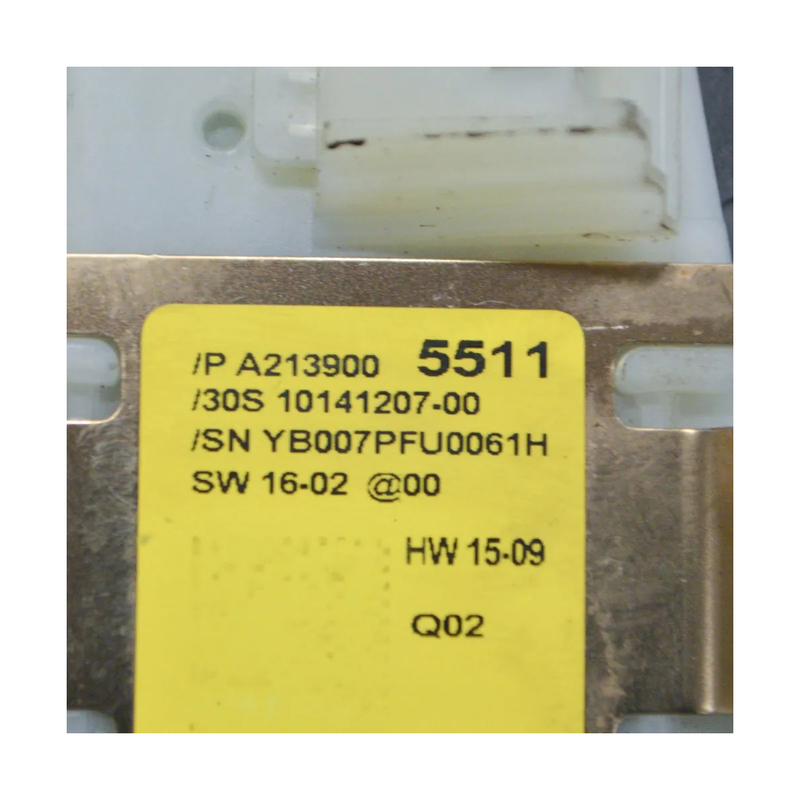 /P A213900 5511
/30S 10141207-00
/SN YB007PFU0061H
SW 16-02 @00
HW 15-09
Q02